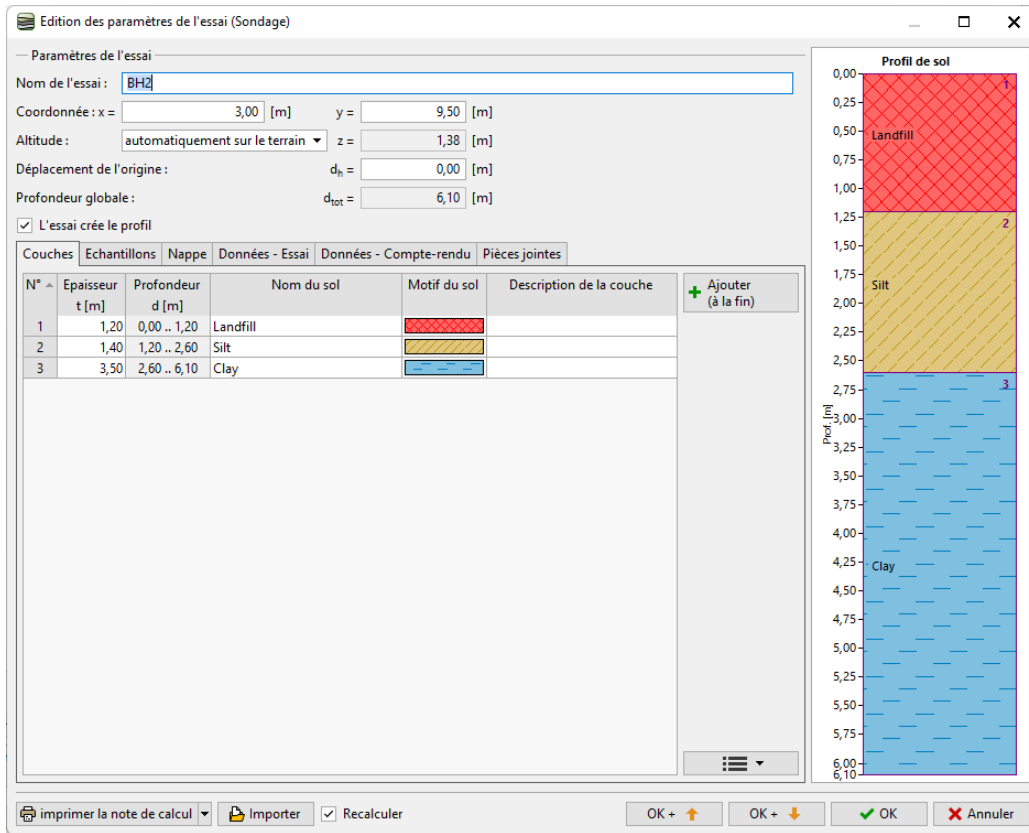 Edition des paramètres de l'essai (Sondage)
Paramètres de l'essai
Nom de l'essai : BH2
Coordonnée : x = 3,00 [m] y = 9,50 [m]
Altitude : automatiquement sur le terrain z = 1,38 [m]
Déplacement de l'origine : dh = 0,00 [m]
Profondeur globale : dtot = 6,10 [m]
L'essai crée le profil
Couches Echantillons Nappe Données - Essai Données - Compte-rendu Pièces jointes
N° Epaisseur Profondeur Nom du sol Motif du sol Description de la couche
t [m] d [m]
1 1,20 0,00 .. 1,20 Landfill
2 1,40 1,20 .. 2,60 Silt
3 3,50 2,60 .. 6,10 Clay
Ajouter
(à la fin)
Profil de sol
0,00
1
0,25
0,50
Landfill
0,75
1,00
1,25
2
1,50
1,75
Silt
2,00
2,25
2,50
3
2,75
Prof. [m]
3,00
3,25
3,50
3,75
4,00
4,25
Clay
4,50
4,75
5,00
5,25
5,50
5,75
6,00
6,10
imprimer la note de calcul Importer Recalculer OK + OK + OK Annuler